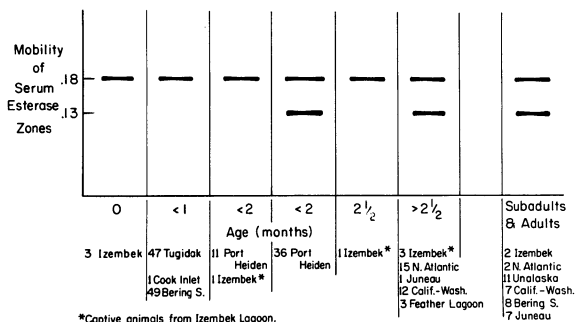 Mobility
of
Serum
Esterase
Zones
.18
.13
0 <1 <2 <2 2 1/2 >2 1/2 Subadults
& Adults
Age (months)
3 Izembek 47 Tugidak 11 Port 36 Port 1 Izembek* 3 Izembek* 2 Izembek
Heiden Heiden 15 N. Atlantic 2 N. Atlantic
1 Cook Inlet 1 Izembek* 1 Juneau 11 Unalaska
49 Bering S. 12 Calif.-Wash. 7 Calif.-Wash.
3 Feather Lagoon 8 Bering S.
*Captive animals from Izembek Lagoon. 7 Juneau